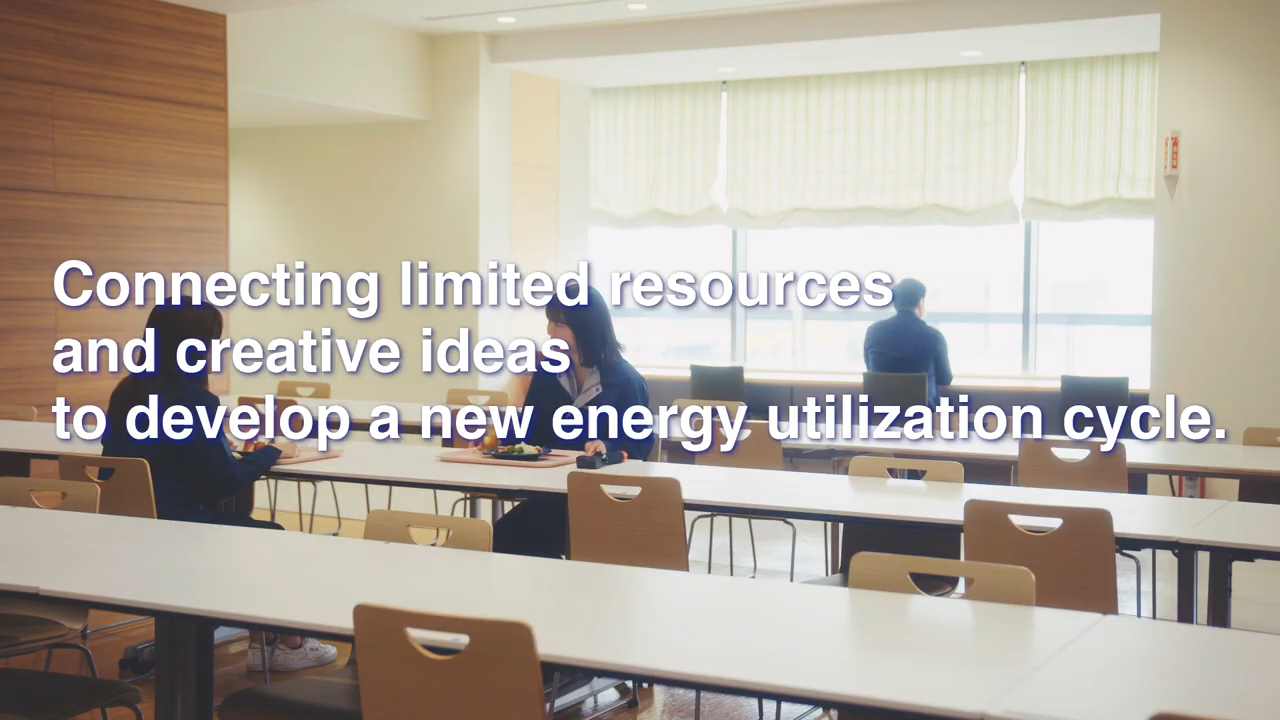 Connecting limited resources
and creative ideas
to develop a new energy utilization cycle.